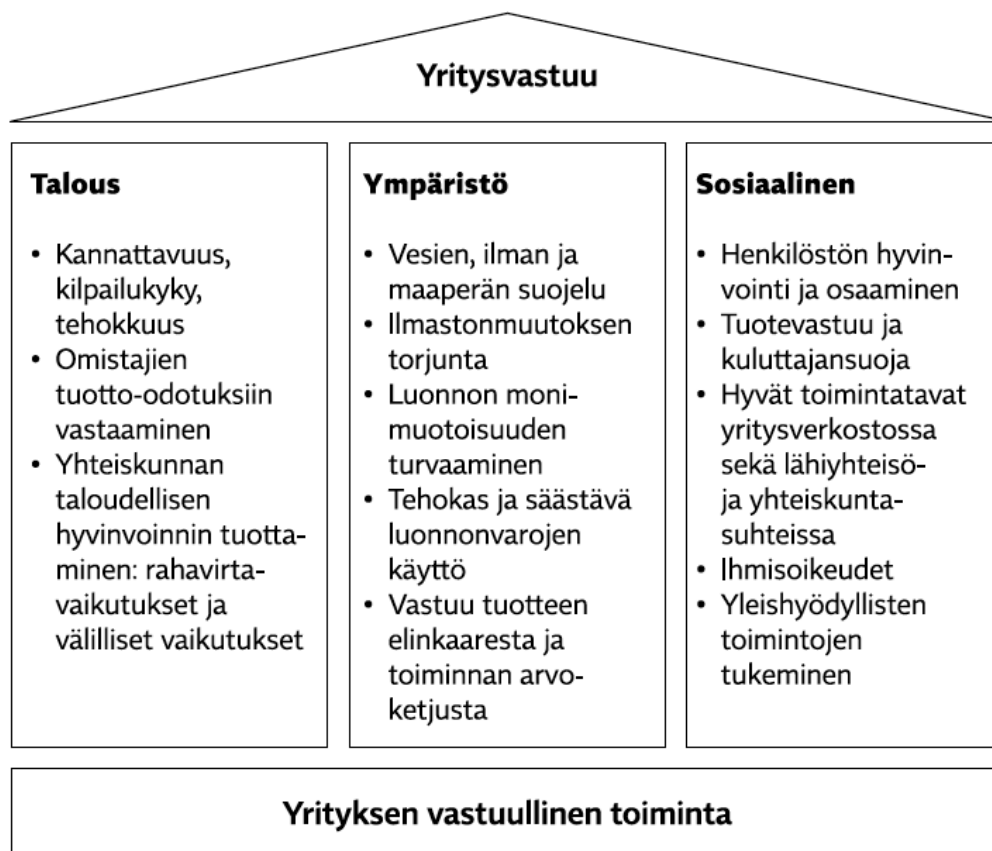 Yritysvastuu
Talous
• Kannattavuus,
kilpailukyky,
tehokkuus
• Omistajien
tuotto-odotuksiin
vastaaminen
• Yhteiskunnan
taloudellisen
hyvinvoinnin tuotta-
minen: rahavirta-
vaikutukset ja
välilliset vaikutukset
Ympäristö
• Vesien, ilman ja
maaperän suojelu
• Ilmastonmuutoksen
torjunta
• Luonnon moni-
muotoisuuden
turvaaminen
• Tehokas ja säästävä
luonnonvarojen
käyttö
• Vastuu tuotteen
elinkaaresta ja
toiminnan arvo-
ketjusta
Sosiaalinen
• Henkilöstön hyvin-
vointi ja osaaminen
• Tuotevastuu ja
kuluttajansuoja
• Hyvät toimintatavat
yritysverkostossa
sekä lähiyhteisö-
ja yhteiskunta-
suhteissa
• Ihmisoikeudet
• Yleishyödyllisten
toimintojen
tukeminen
Yrityksen vastuullinen toiminta